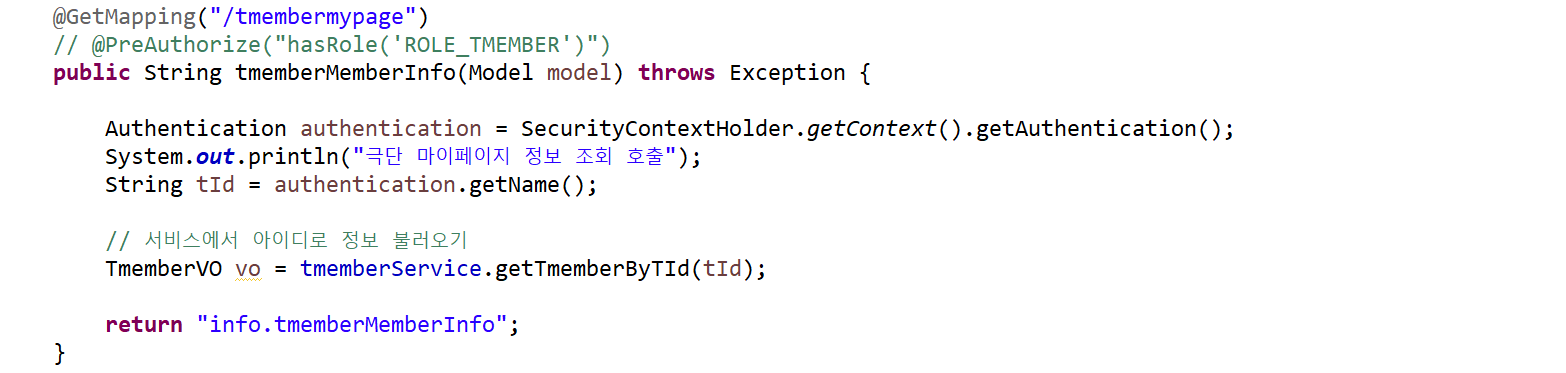 @GetMapping("/tmembermypage")
// @PreAuthorize("hasRole('ROLE_TMEMBER')")
public String tmemberMemberInfo(Model model) throws Exception {
Authentication authentication = SecurityContextHolder.getContext().getAuthentication();
System.out.println("극단 마이페이지 정보 조회 호출");
String tId = authentication.getName();
// 서비스에서 아이디로 정보 불러오기
TmemberVO vo = tmemberService.getTmemberByTId(tId);
return "info.tmemberMemberInfo";
}